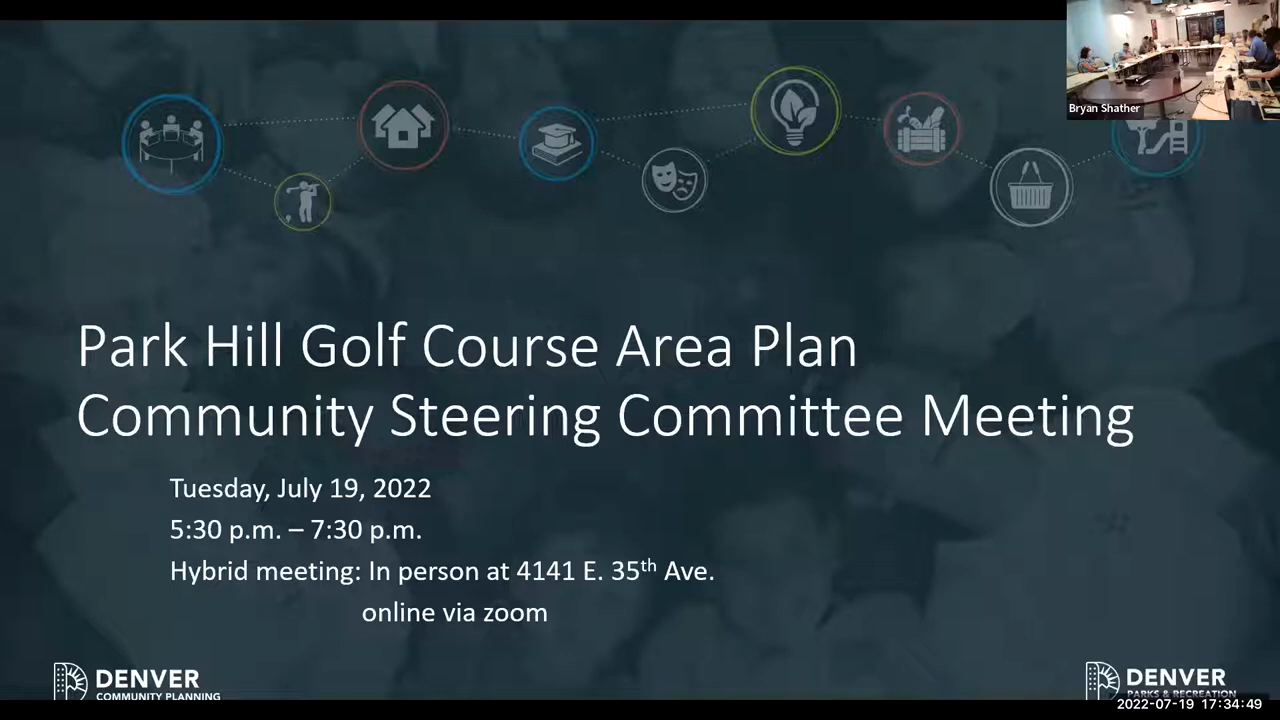 Bryan Shather
Park Hill Golf Course Area Plan
Community Steering Committee Meeting
Tuesday, July 19, 2022
5:30 p.m. – 7:30 p.m.
Hybrid meeting: In person at 4141 E. 35th Ave.
online via zoom
DENVER
COMMUNITY PLANNING
DENVER
PARKS & RECREATION
2022-07-19 17:34:49